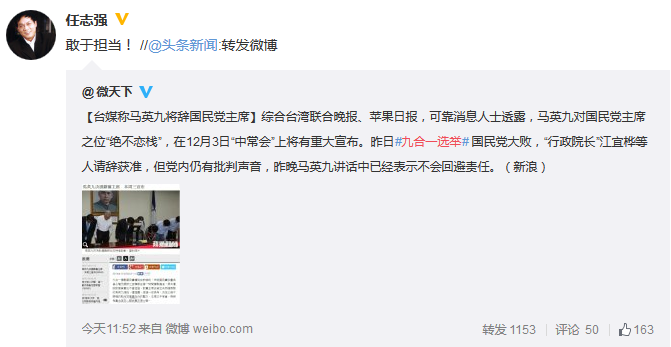 任志强
敢于担当！ //@头条新闻:转发微博
@微天下
【台媒称马英九将辞国民党主席】综合台湾联合晚报、苹果日报，可靠消息人士透露，马英九对国民党主席
之位“绝不恋栈”，在12月3日“中常会”上将有重大宣布。昨日#九合一选举# 国民党大败，“行政院长”江宜桦等
人请辞获准，但党内仍有批判声音，昨晚马英九讲话中已经表示不会回避责任。（新浪）
今天11:52 来自 微博 weibo.com
转发 1153 评论 50 163